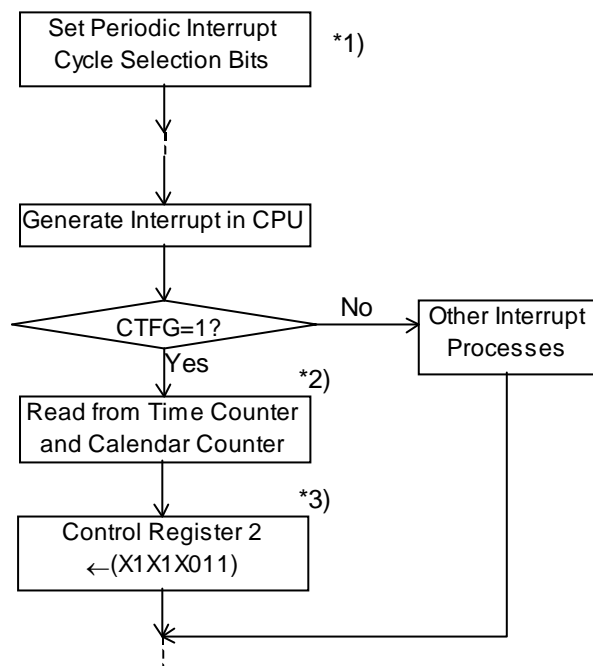 Set Periodic Interrupt
Cycle Selection Bits
*1)
Generate Interrupt in CPU
CTFG=1?
No
Other Interrupt
Processes
Yes
*2)
Read from Time Counter
and Calendar Counter
*3)
Control Register 2
←(X1X1X011)